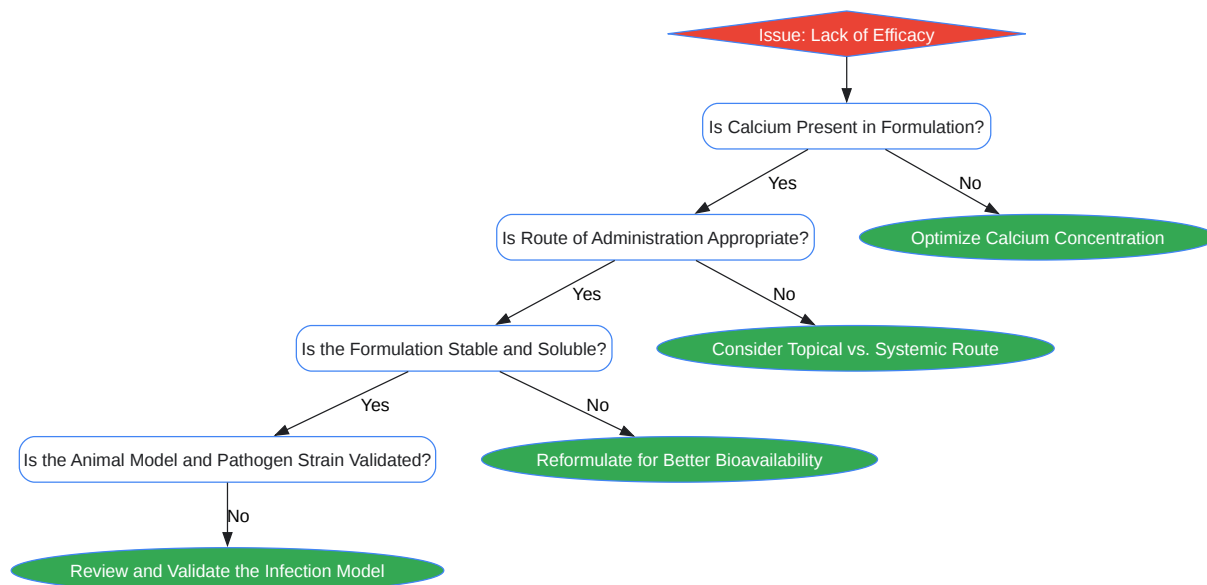 Issue: Lack of Efficacy
Is Calcium Present in Formulation?
Yes
No
Is Route of Administration Appropriate?
Optimize Calcium Concentration
Yes
No
Is the Formulation Stable and Soluble?
Consider Topical vs. Systemic Route
Yes
No
Is the Animal Model and Pathogen Strain Validated?
Reformulate for Better Bioavailability
No
Review and Validate the Infection Model